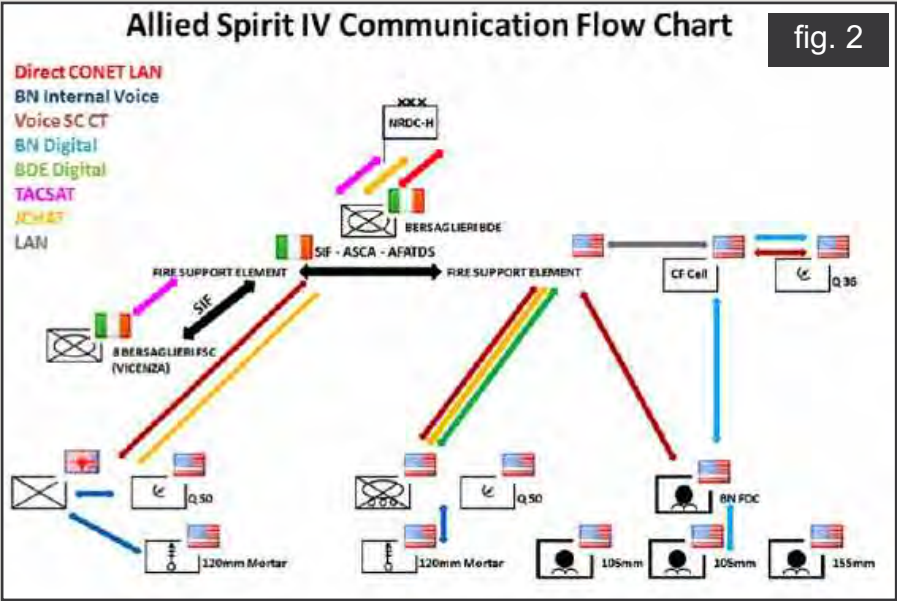 Allied Spirit IV Communication Flow Chart
fig. 2
Direct CONET LAN
BN Internal Voice
Voice SC CT
BN Digital
BDE Digital
TACSAT
JCHAT
LAN
XXX
NRDC-H
BERSAGLIERI BDE
SIF - ASCA - AFATDS
FIRE SUPPORT ELEMENT
FIRE SUPPORT ELEMENT
CF Cell
Q 36
SIF
8 BERSAGLIERI FSC
(VICENZA)
Q 50
Q 50
BN FDC
120mm Mortar
120mm Mortar
105mm
105mm
155mm